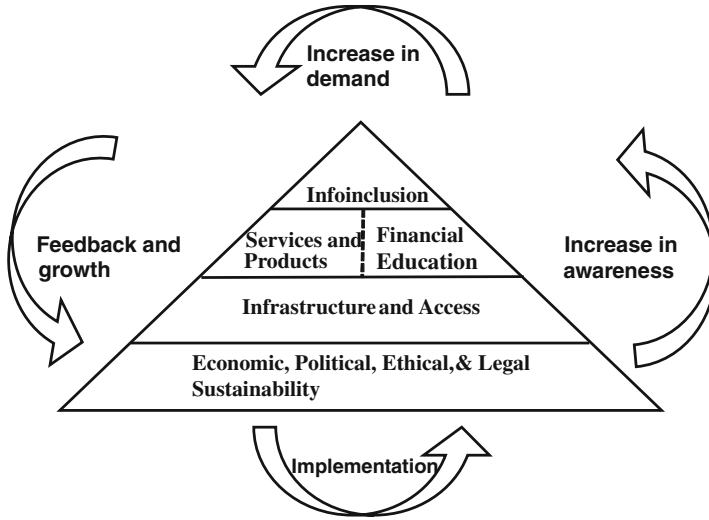 Increase in
demand
Infoinclusion
Services and
Products
Financial
Education
Feedback and
growth
Increase in
awareness
Infrastructure and Access
Economic, Political, Ethical,& Legal
Sustainability
Implementation